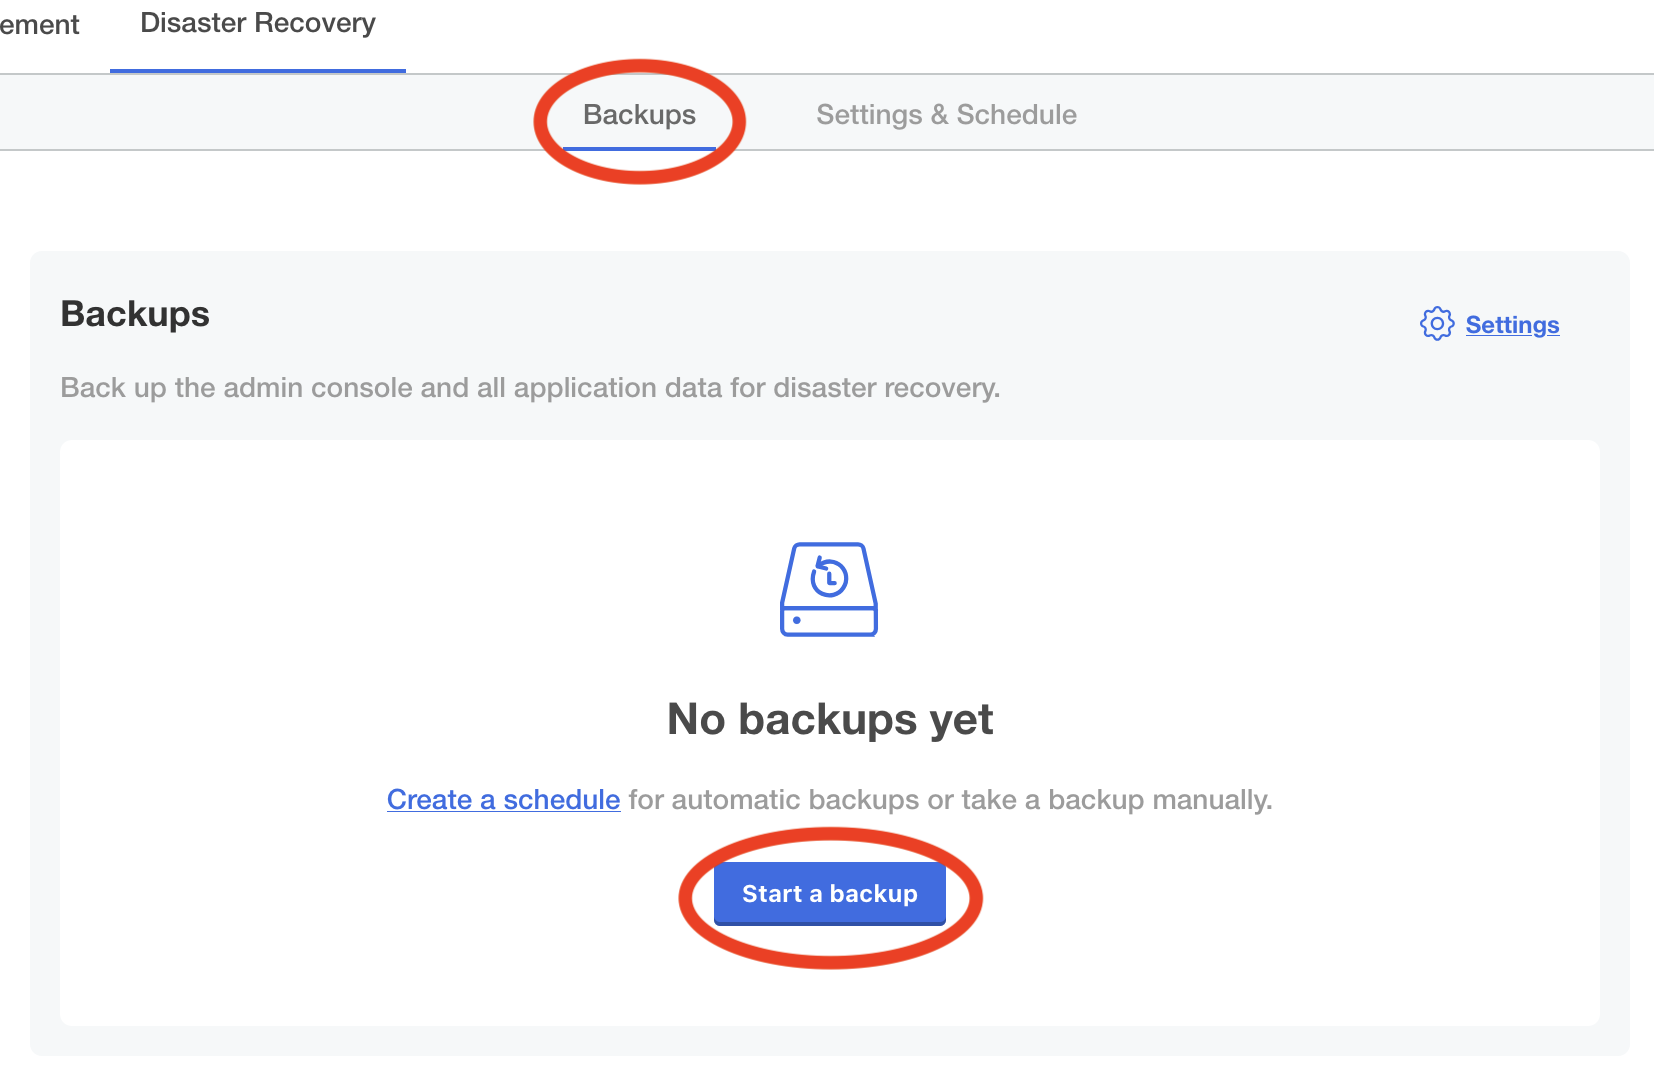 ement
Disaster Recovery
Backups
Settings & Schedule
Backups
Settings
Back up the admin console and all application data for disaster recovery.
No backups yet
Create a schedule for automatic backups or take a backup manually.
Start a backup